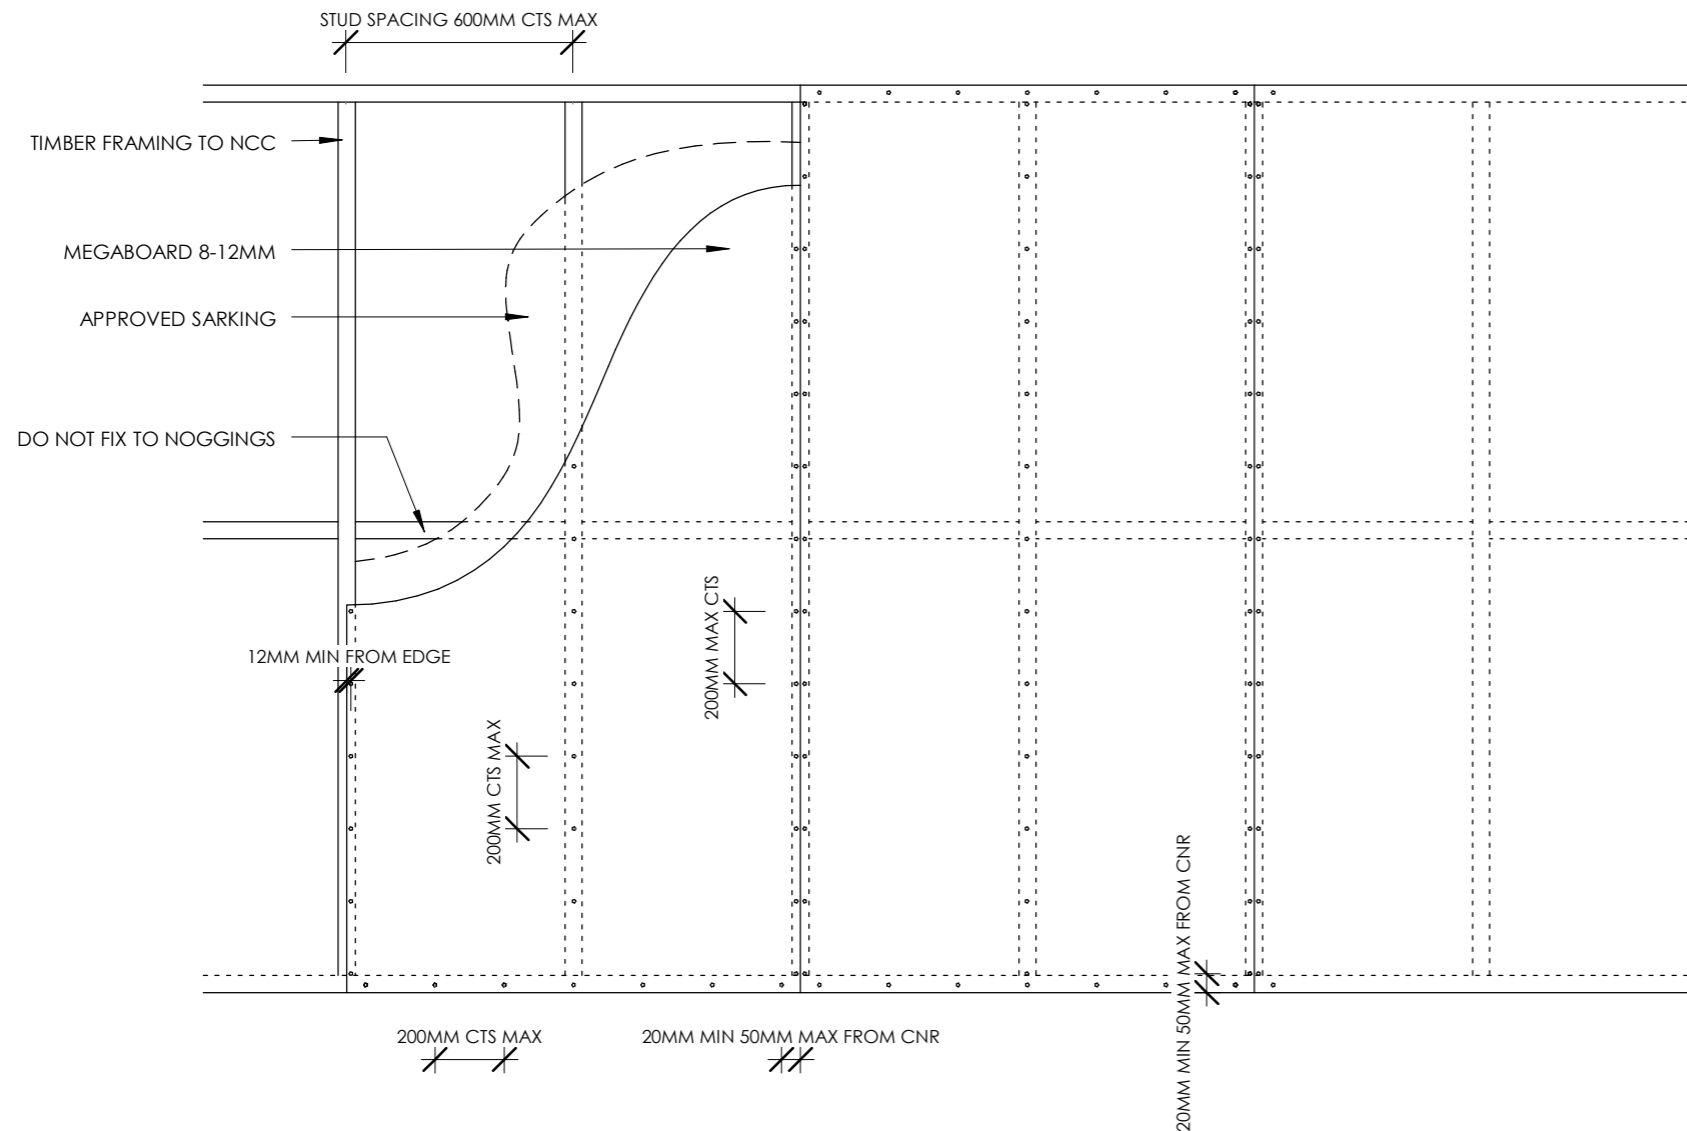 STUD SPACING 600MM CTS MAX
TIMBER FRAMING TO NCC
MEGABOARD 8-12MM
APPROVED SARKING
DO NOT FIX TO NOGGINGS
12MM MIN FROM EDGE
200MM MAX CTS
200MM CTS MAX
20MM MIN 50MM MAX FROM CNR
200MM CTS MAX
20MM MIN 50MM MAX FROM CNR